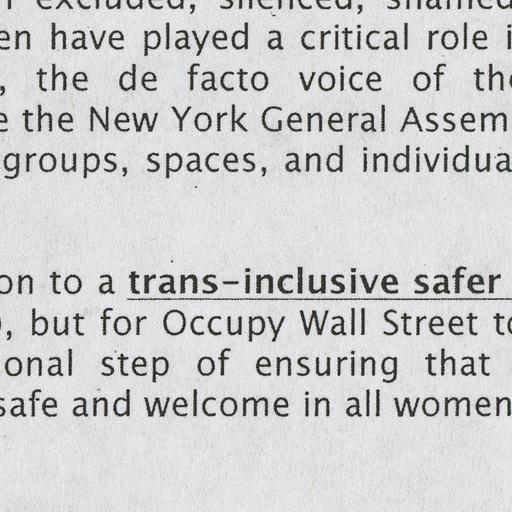 excluded, silenced, shamed
en have played a critical role i
, the de facto voice of the
e the New York General Assem
groups, spaces, and individua
on to a trans-inclusive safer
), but for Occupy Wall Street to
onal step of ensuring that
safe and welcome in all women